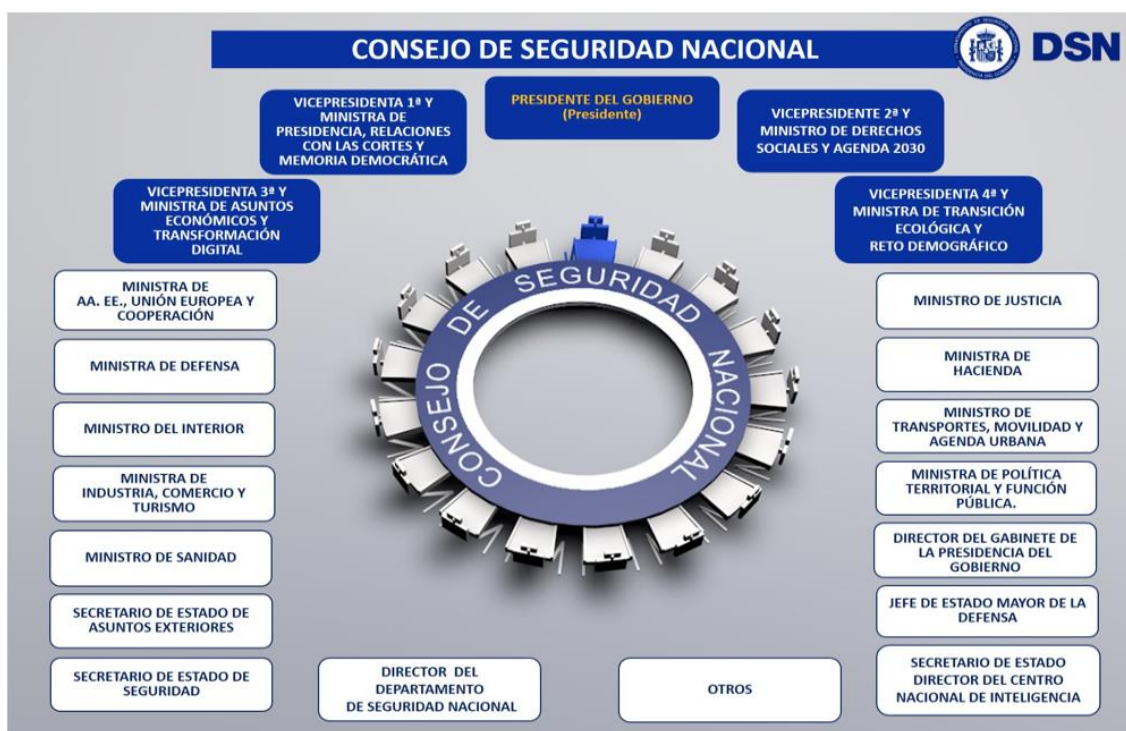 CONSEJO DE SEGURIDAD NACIONAL
DSN
PRESIDENTE DEL GOBIERNO
(Presidente)
VICEPRESIDENTA 1ª Y
MINISTRA DE
PRESIDENCIA, RELACIONES
CON LAS CORTES Y
MEMORIA DEMOCRÁTICA
VICEPRESIDENTE 2ª Y
MINISTRO DE DERECHOS
SOCIALES Y AGENDA 2030
VICEPRESIDENTA 3ª Y
MINISTRA DE ASUNTOS
ECONÓMICOS Y
TRANSFORMACIÓN
DIGITAL
VICEPRESIDENTA 4ª Y
MINISTRA DE TRANSICIÓN
ECOLÓGICA Y
RETO DEMOGRÁFICO
CONSEJO DE SEGURIDAD NACIONAL
MINISTRA DE
AA. EE., UNIÓN EUROPEA Y
COOPERACIÓN
MINISTRA DE DEFENSA
MINISTRO DEL INTERIOR
MINISTRA DE
INDUSTRIA, COMERCIO Y
TURISMO
MINISTRO DE SANIDAD
SECRETARIO DE ESTADO DE
ASUNTOS EXTERIORES
SECRETARIO DE ESTADO DE
SEGURIDAD
MINISTRO DE JUSTICIA
MINISTRA DE
HACIENDA
MINISTRO DE
TRANSPORTES, MOVILIDAD Y
AGENDA URBANA
MINISTRA DE POLÍTICA
TERRITORIAL Y FUNCIÓN
PÚBLICA.
DIRECTOR DEL GABINETE DE
LA PRESIDENCIA DEL
GOBIERNO
JEFE DE ESTADO MAYOR DE LA
DEFENSA
SECRETARIO DE ESTADO
DIRECTOR DEL CENTRO
NACIONAL DE INTELIGENCIA
DIRECTOR DEL
DEPARTAMENTO
DE SEGURIDAD NACIONAL
OTROS